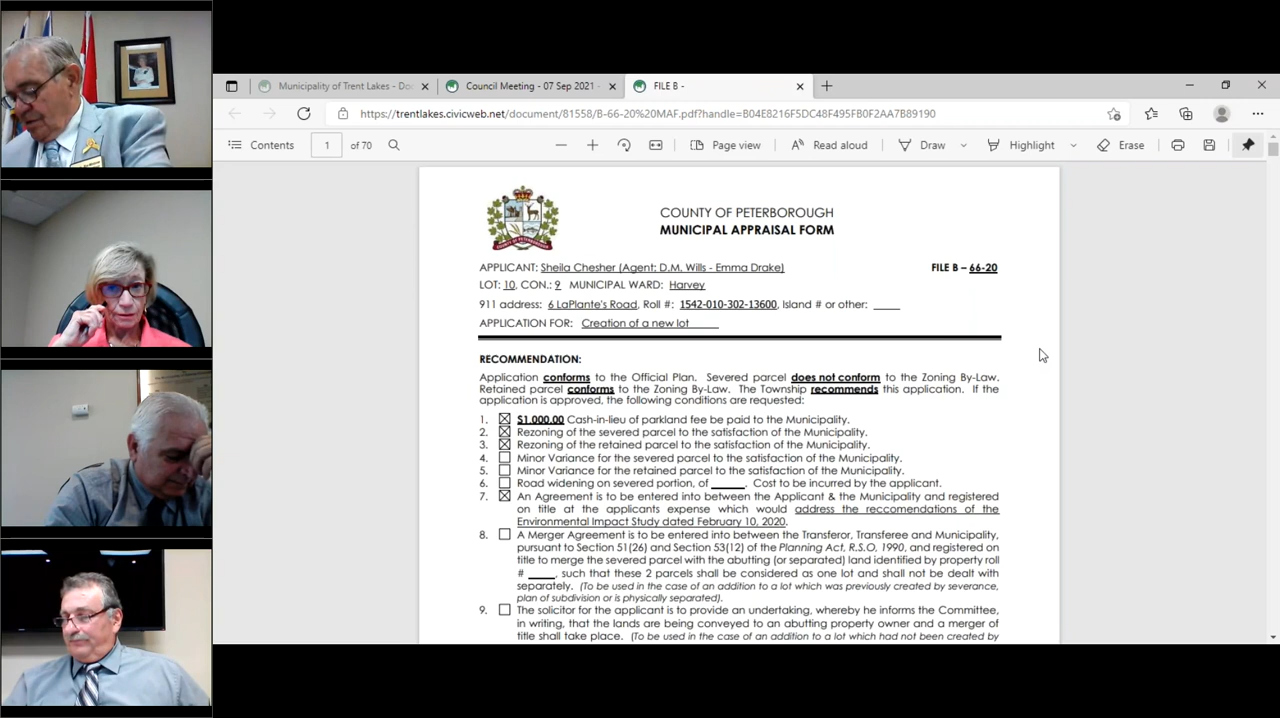 Municipality of Trent Lakes - Doc
Council Meeting - 07 Sep 2021 -
FILE B -
https://trentlakes.civicweb.net/document/81558/B-66-20%20MAF.pdf?handle=B04E8216F5DC48F495FB0F2AA7B89190
Contents
1 of 70
Page view
Read aloud
Draw
Highlight
Erase
COUNTY OF PETERBOROUGH
MUNICIPAL APPRAISAL FORM
APPLICANT: Sheila Chesher (Agent: D.M. Wills - Emma Drake) FILE B – 66-20
LOT: 10, CON.: 9 MUNICIPAL WARD: Harvey
911 address: 6 LaPlante's Road, Roll #: 1542-010-302-13600, Island # or other: ____
APPLICATION FOR: Creation of a new lot
RECOMMENDATION:
Application conforms to the Official Plan. Severed parcel does not conform to the Zoning By-Law.
Retained parcel conforms to the Zoning By-Law. The Township recommends this application. If the
application is approved, the following conditions are requested:
1. ☒ $1,000.00 Cash-in-lieu of parkland fee be paid to the Municipality.
2. ☒ Rezoning of the severed parcel to the satisfaction of the Municipality.
3. ☒ Rezoning of the retained parcel to the satisfaction of the Municipality.
4. ☐ Minor Variance for the severed parcel to the satisfaction of the Municipality.
5. ☐ Minor Variance for the retained parcel to the satisfaction of the Municipality.
6. ☐ Road widening on severed portion, of _____. Cost to be incurred by the applicant.
7. ☒ An Agreement is to be entered into between the Applicant & the Municipality and registered
on title at the applicants expense which would address the reccomendations of the
Environmental Impact Study dated February 10, 2020.
8. ☐ A Merger Agreement is to be entered into between the Transferor, Transferee and Municipality,
pursuant to Section 51(26) and Section 53(12) of the Planning Act, R.S.O, 1990, and registered on
title to merge the severed parcel with the abutting (or separated) land identified by property roll
# ____, such that these 2 parcels shall be considered as one lot and shall not be dealt with
separately. (To be used in the case of an addition to a lot which was previously created by severance,
plan of subdivision or is physically separated).
9. ☐ The solicitor for the applicant is to provide an undertaking, whereby he informs the Committee,
in writing, that the lands are being conveyed to an abutting property owner and a merger of
title shall take place. (To be used in the case of an addition to a lot which had not been created by